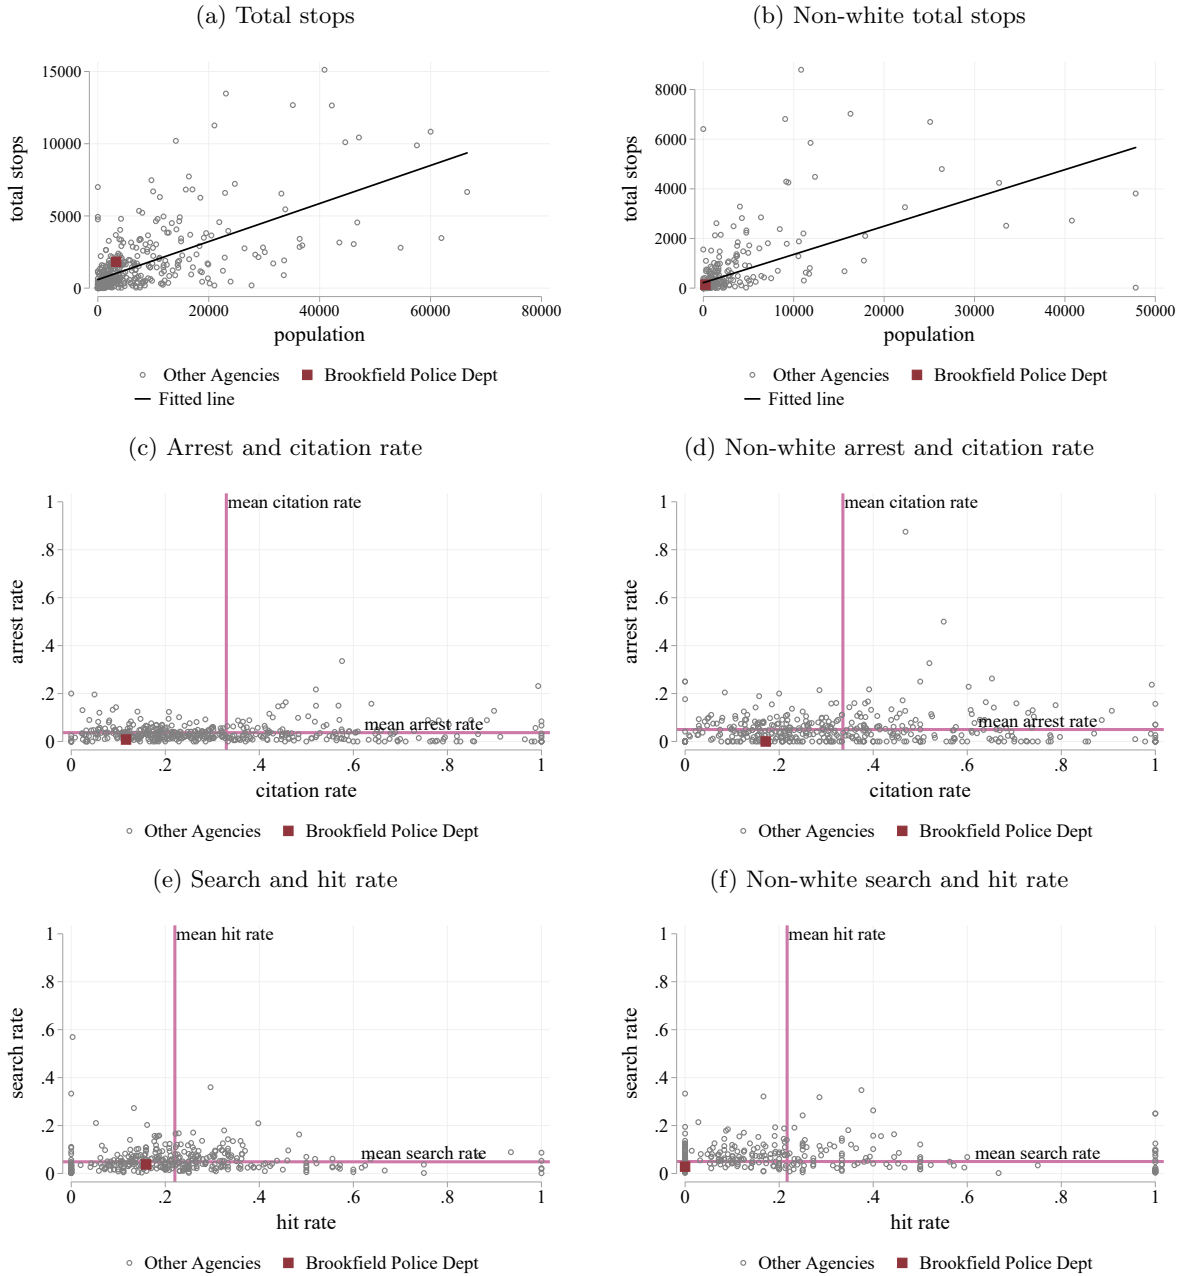 (a) Total stops
(b) Non-white total stops
total stops
15000
10000
5000
0
0 20000 40000 60000 80000
population
Other Agencies Brookfield Police Dept
Fitted line
total stops
8000
6000
4000
2000
0
0 10000 20000 30000 40000 50000
population
Other Agencies Brookfield Police Dept
Fitted line
(c) Arrest and citation rate
(d) Non-white arrest and citation rate
arrest rate
1
.8
.6
.4
.2
0
mean citation rate
mean arrest rate
0 .2 .4 .6 .8 1
citation rate
Other Agencies Brookfield Police Dept
arrest rate
1
.8
.6
.4
.2
0
mean citation rate
mean arrest rate
0 .2 .4 .6 .8 1
citation rate
Other Agencies Brookfield Police Dept
(e) Search and hit rate
(f) Non-white search and hit rate
search rate
1
.8
.6
.4
.2
0
mean hit rate
mean search rate
0 .2 .4 .6 .8 1
hit rate
Other Agencies Brookfield Police Dept
search rate
1
.8
.6
.4
.2
0
mean hit rate
mean search rate
0 .2 .4 .6 .8 1
hit rate
Other Agencies Brookfield Police Dept